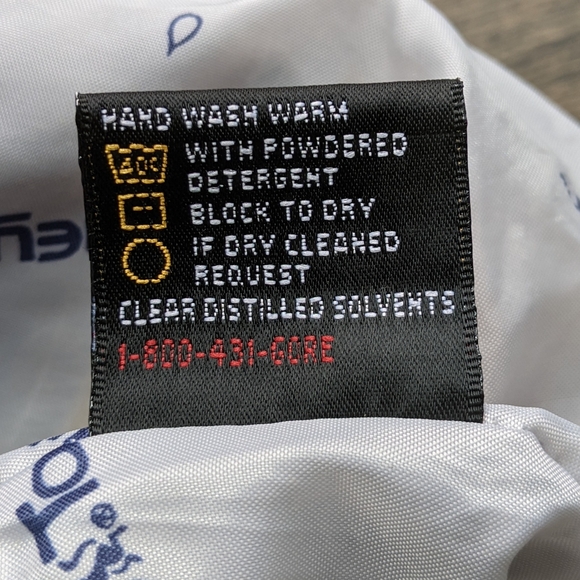 HAND WASH WARM
40C WITH POWDERED
DETERGENT
BLOCK TO DRY
IF DRY CLEANED
REQUEST
CLEAR DISTILLED SOLVENTS
1-800-431-GORE